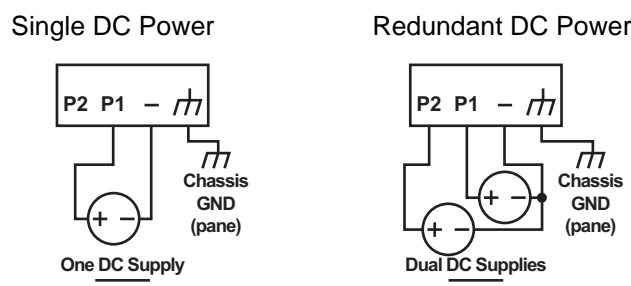 Single DC Power
Redundant DC Power
P2 P1 –
P2 P1 –
Chassis
GND
(pane)
Chassis
GND
(pane)
+ –
+ –
+ –
One DC Supply
Dual DC Supplies